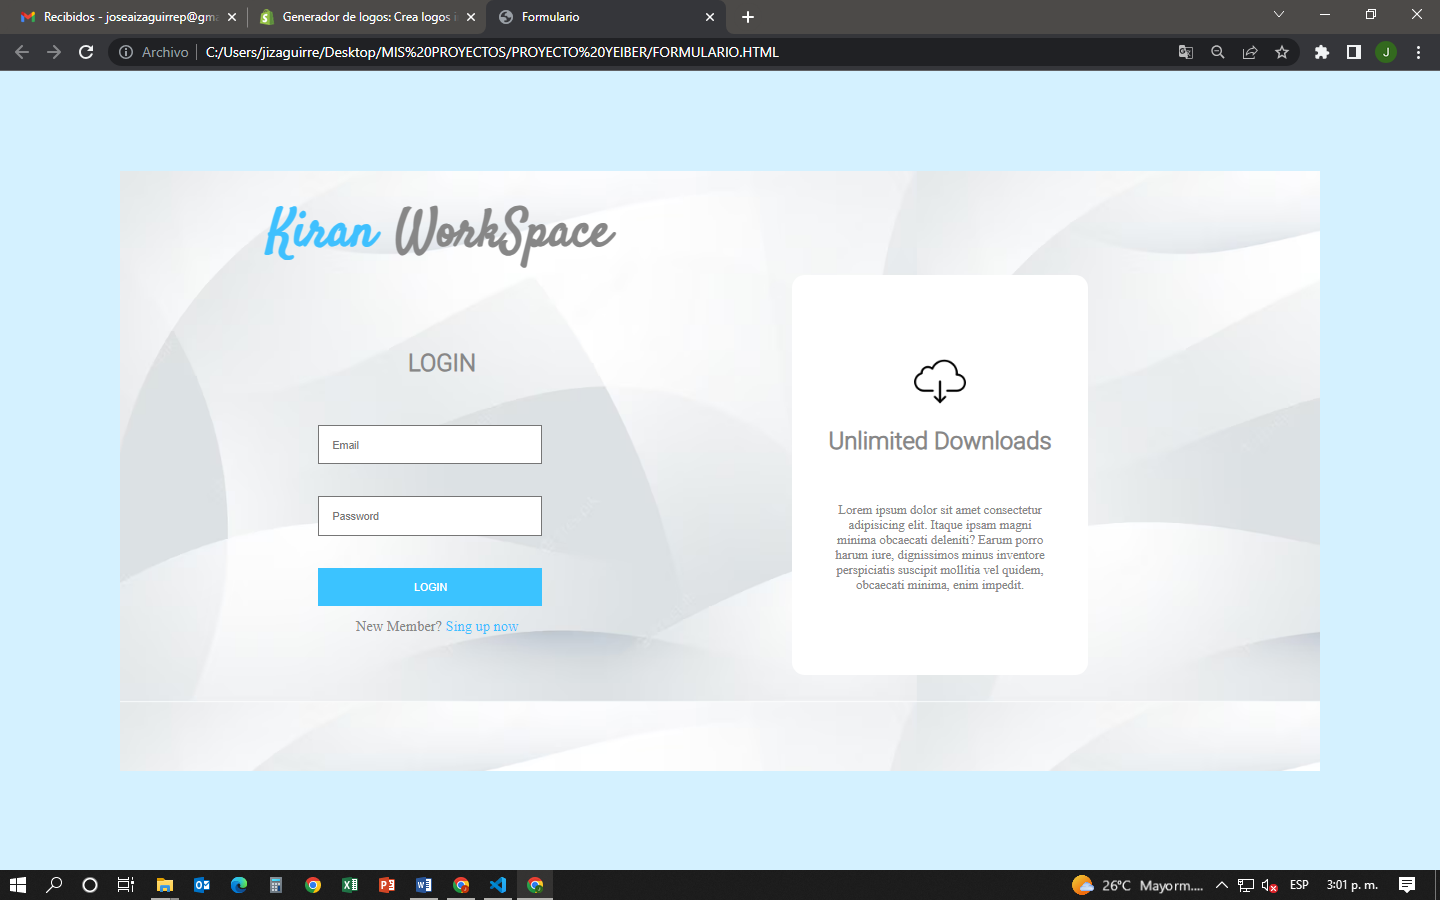 Recibidos - joseaizaguirrep@gma
Generador de logos: Crea logos i
Formulario
Archivo
C:/Users/jizaguirre/Desktop/MIS%20PROYECTOS/PROYECTO%20YEIBER/FORMULARIO.HTML
J
Kiran WorkSpace
LOGIN
Email
Password
LOGIN
New Member? Sing up now
Unlimited Downloads
Lorem ipsum dolor sit amet consectetur
adipisicing elit. Itaque ipsam magni
minima obcaecati deleniti? Earum porro
harum iure, dignissimos minus inventore
perspiciatis suscipit mollitia vel quidem,
obcaecati minima, enim impedit.
26°C Mayorm....
ESP
3:01 p. m.